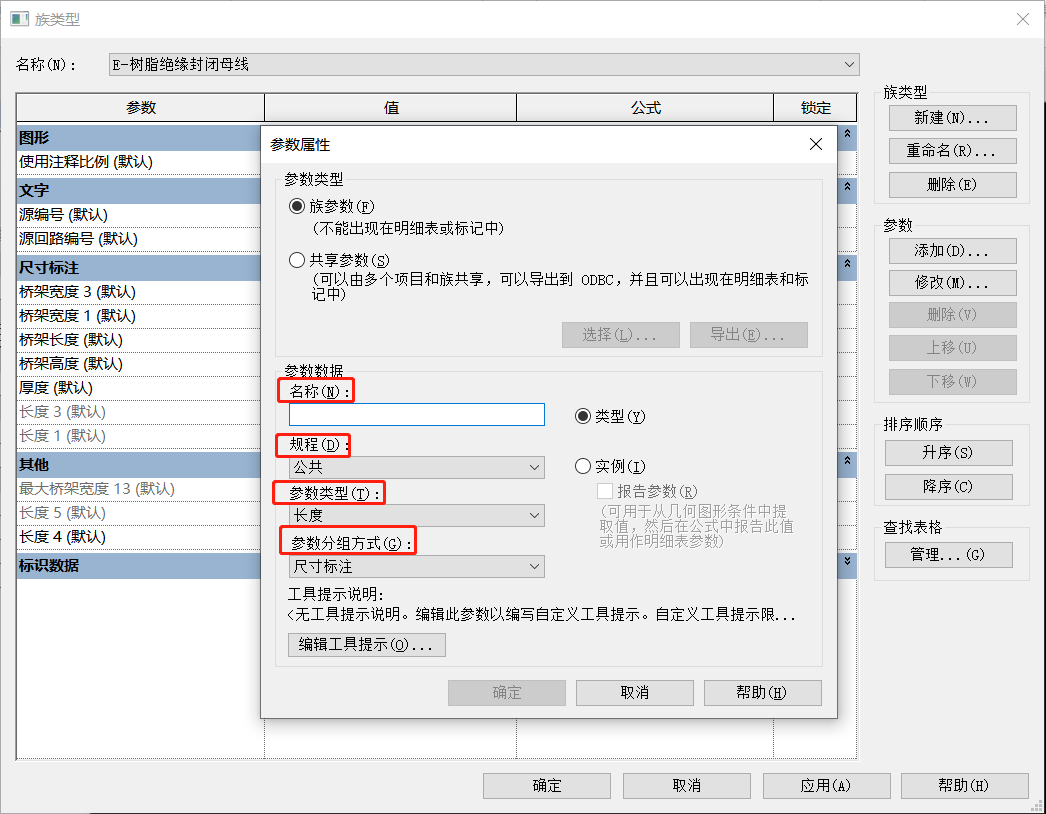 族类型
名称(N)：
E-树脂绝缘封闭母线
参数
值
公式
锁定
图形
使用注释比例 (默认)
文字
源编号 (默认)
源回路编号 (默认)
尺寸标注
桥架宽度 3 (默认)
桥架宽度 1 (默认)
桥架长度 (默认)
桥架高度 (默认)
厚度 (默认)
长度 3 (默认)
长度 1 (默认)
其他
最大桥架宽度 13 (默认)
长度 5 (默认)
长度 4 (默认)
标识数据
参数属性
参数类型
族参数(F)
(不能出现在明细表或标记中)
共享参数(S)
(可以由多个项目和族共享，可以导出到 ODBC，并且可以出现在明细表和标
记中)
选择(L)...
导出(E)...
参数数据
名称(N)：
类型(Y)
规程(D)：
公共
实例(I)
参数类型(T)：
报告参数(R)
长度
(可用于从几何图形条件中提
取值，然后在公式中报告此值
或用作明细表参数)
参数分组方式(G)：
尺寸标注
工具提示说明：
<无工具提示说明。编辑此参数以编写自定义工具提示。自定义工具提示限...
编辑工具提示(O)...
确定
取消
帮助(H)
族类型
新建(N)...
重命名(R)...
删除(E)
参数
添加(D)...
修改(M)...
删除(V)
上移(U)
下移(W)
排序顺序
升序(S)
降序(C)
查找表格
管理...(G)
确定
取消
应用(A)
帮助(H)